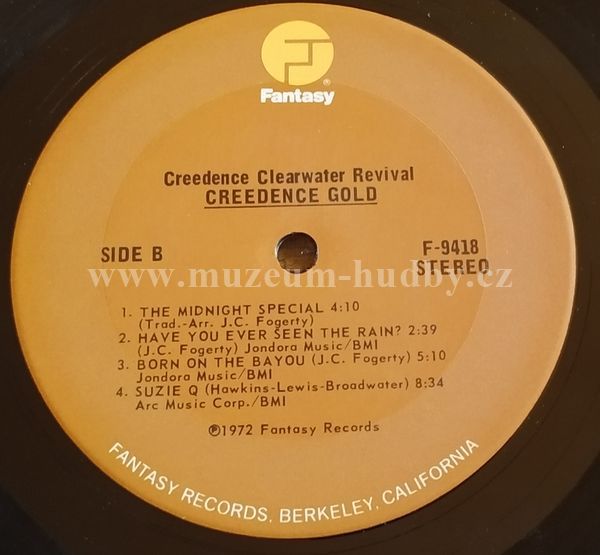 Fantasy
®
Creedence Clearwater Revival
CREEDENCE GOLD
SIDE B
F-9418
STEREO
www.muzeum-hudby.cz
1. THE MIDNIGHT SPECIAL 4:10
(Trad.-Arr. J.C. Fogerty)
2. HAVE YOU EVER SEEN THE RAIN? 2:39
(J.C. Fogerty) Jondora Music/BMI
3. BORN ON THE BAYOU (J.C. Fogerty) 5:10
Jondora Music/BMI
4. SUZIE Q (Hawkins-Lewis-Broadwater) 8:34
Arc Music Corp./BMI
℗1972 Fantasy Records
FANTASY RECORDS, BERKELEY, CALIFORNIA